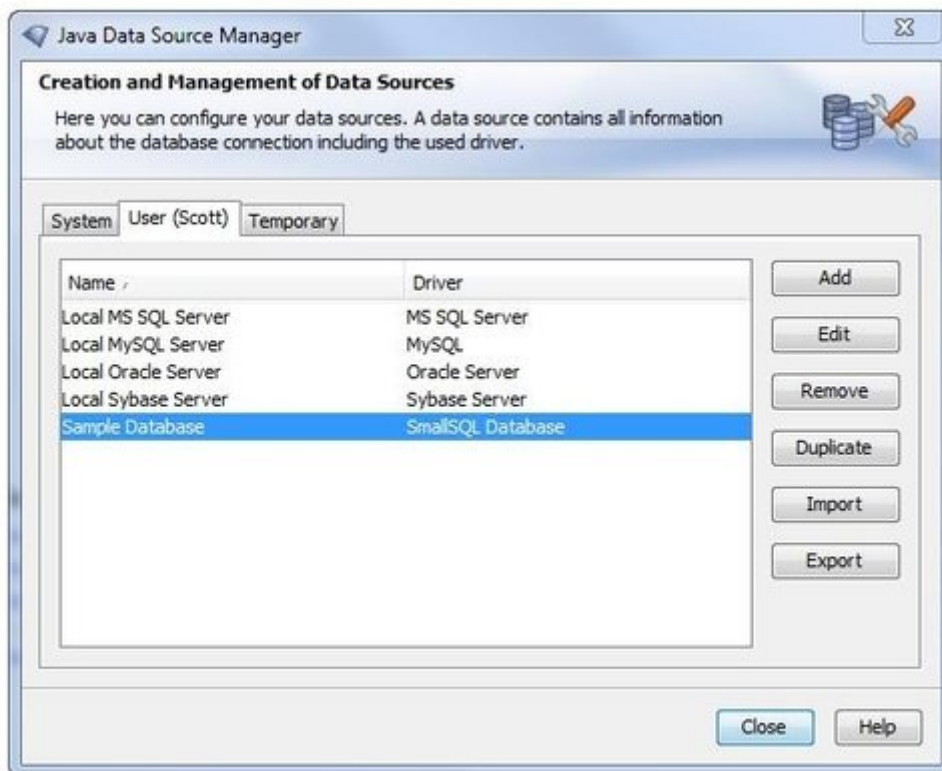 Java Data Source Manager
Creation and Management of Data Sources
Here you can configure your data sources. A data source contains all information
about the database connection including the used driver.
System User (Scott) Temporary
Name Driver
Local MS SQL Server MS SQL Server
Local MySQL Server MySQL
Local Oracle Server Oracle Server
Local Sybase Server Sybase Server
Sample Database SmallSQL Database
Add
Edit
Remove
Duplicate
Import
Export
Close Help